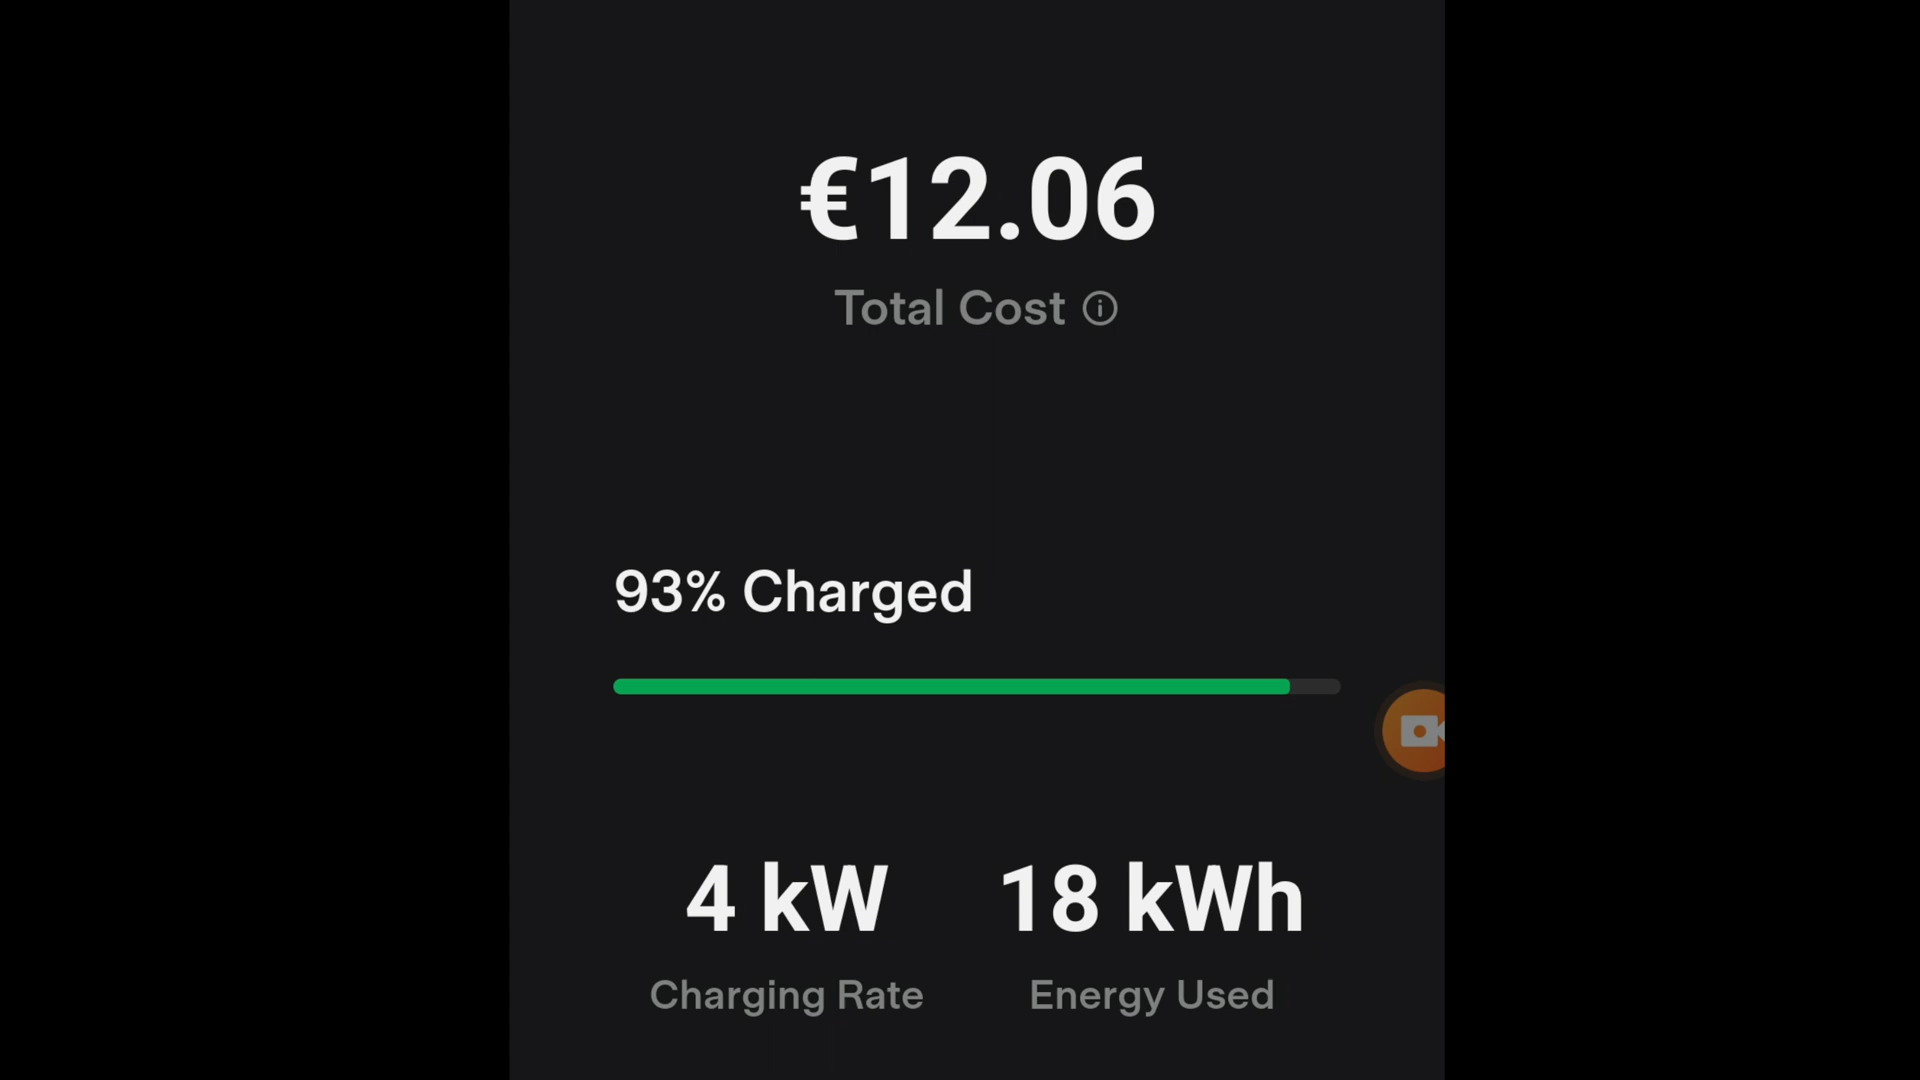 €12.06
Total Cost
93% Charged
4 kW 18 kWh
Charging Rate Energy Used